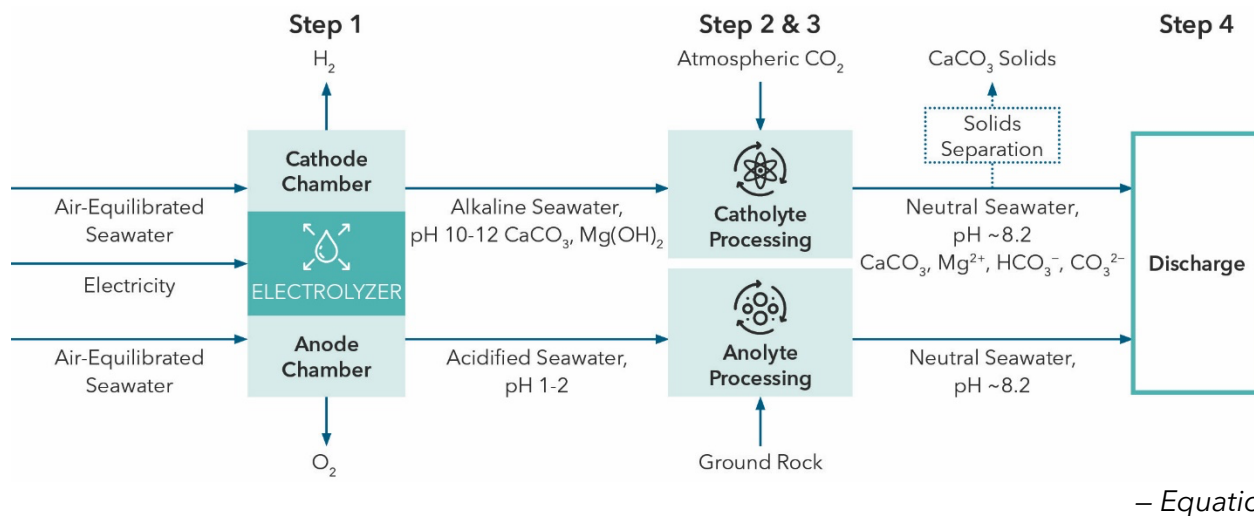 Step 1
Step 2 & 3
Step 4
H₂
Atmospheric CO₂
CaCO₃ Solids
Solids
Separation
Cathode
Chamber
Air-Equilibrated
Seawater
Alkaline Seawater,
pH 10-12 CaCO₃, Mg(OH)₂
Catholyte
Processing
Neutral Seawater,
pH ~8.2
CaCO₃, Mg²⁺, HCO₃⁻, CO₃²⁻
Discharge
Electricity
ELECTROLYZER
Air-Equilibrated
Seawater
Anode
Chamber
Acidified Seawater,
pH 1-2
Anolyte
Processing
Neutral Seawater,
pH ~8.2
O₂
Ground Rock
– Equatio